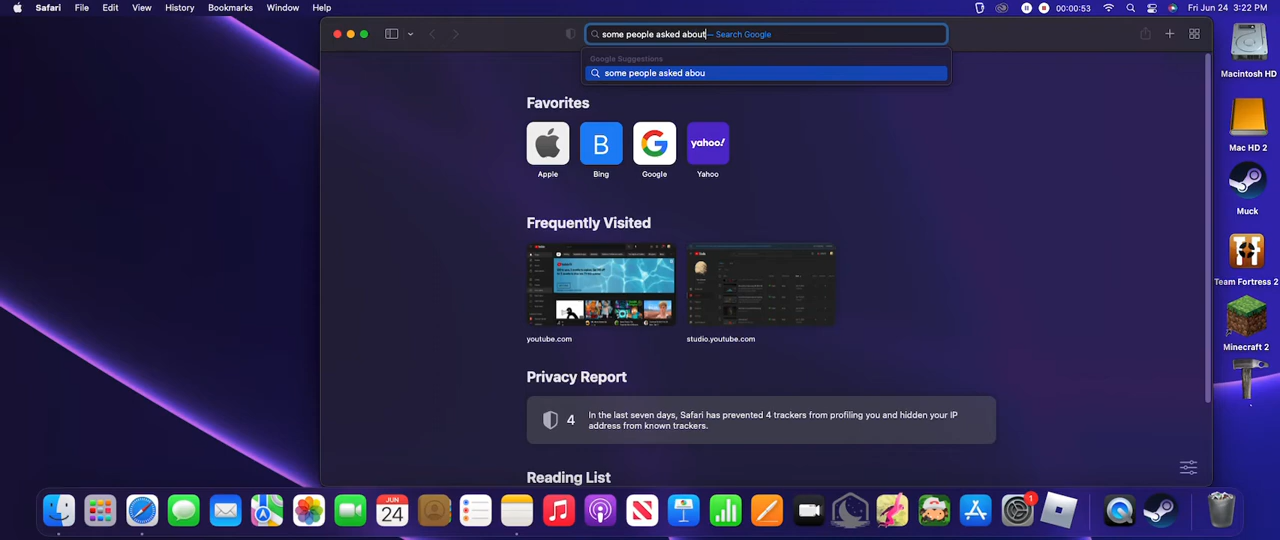 Safari File Edit View History Bookmarks Window Help 00:00:53 Fri Jun 24 3:22 PM
some people asked about – Search Google
Google Suggestions
some people asked abou
Favorites
B
yahoo!
Apple Bing Google Yahoo
Frequently Visited
youtube.com studio.youtube.com
Privacy Report
4 In the last seven days, Safari has prevented 4 trackers from profiling you and hidden your IP
address from known trackers.
Reading List
Macintosh HD
Mac HD 2
Muck
Team Fortress 2
Minecraft 2
JUN
24
1